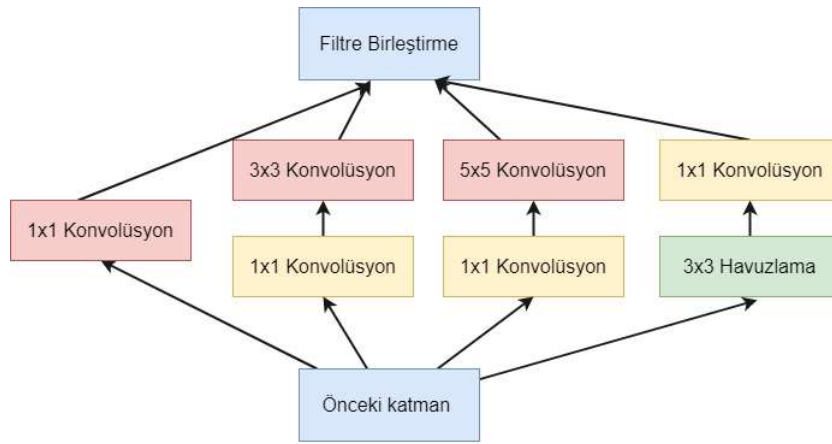 Filtre Birleştirme
3x3 Konvolüsyon
5x5 Konvolüsyon
1x1 Konvolüsyon
1x1 Konvolüsyon
1x1 Konvolüsyon
1x1 Konvolüsyon
3x3 Havuzlama
Önceki katman